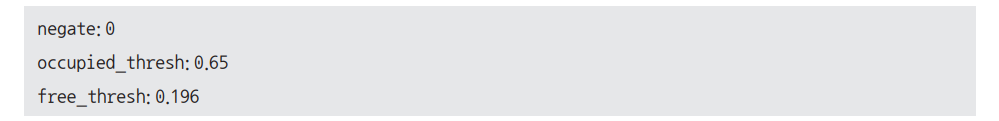 negate: 0
occupied_thresh: 0.65
free_thresh: 0.196